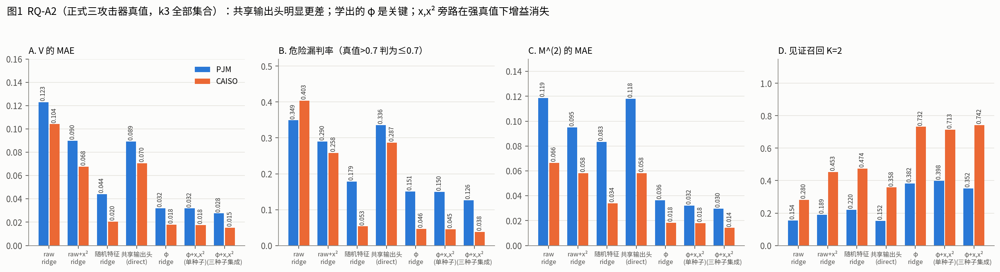 图1 RQ-A2（正式三攻击器真值，k3 全部集合）：共享输出头明显更差；学出的 φ 是关键；x,x² 旁路在强真值下增益消失
A. V 的 MAE
0.16
0.14
0.12
0.10
0.08
0.06
0.04
0.02
0.00
PJM
CAISO
0.123
0.104
0.090
0.068
0.044
0.020
0.089
0.070
0.032
0.018
0.032
0.018
0.028
0.015
raw
ridge
raw+x²
ridge
随机特征
ridge
共享输出头
(direct)
φ
ridge
φ+x,x²
(单种子)
φ+x,x²
(三种子集成)
B. 危险漏判率（真值>0.7 判为≤0.7）
0.5
0.4
0.3
0.2
0.1
0.0
0.349
0.403
0.290
0.258
0.179
0.053
0.336
0.287
0.151
0.046
0.150
0.045
0.126
0.038
raw
ridge
raw+x²
ridge
随机特征
ridge
共享输出头
(direct)
φ
ridge
φ+x,x²
(单种子)
φ+x,x²
(三种子集成)
C. M^(2) 的 MAE
0.14
0.12
0.10
0.08
0.06
0.04
0.02
0.00
0.119
0.066
0.095
0.058
0.083
0.034
0.118
0.058
0.036
0.018
0.032
0.018
0.030
0.014
raw
ridge
raw+x²
ridge
随机特征
ridge
共享输出头
(direct)
φ
ridge
φ+x,x²
(单种子)
φ+x,x²
(三种子集成)
D. 见证召回 K=2
1.0
0.8
0.6
0.4
0.2
0.0
0.154
0.280
0.189
0.453
0.220
0.474
0.152
0.358
0.382
0.732
0.398
0.713
0.352
0.742
raw
ridge
raw+x²
ridge
随机特征
ridge
共享输出头
(direct)
φ
ridge
φ+x,x²
(单种子)
φ+x,x²
(三种子集成)